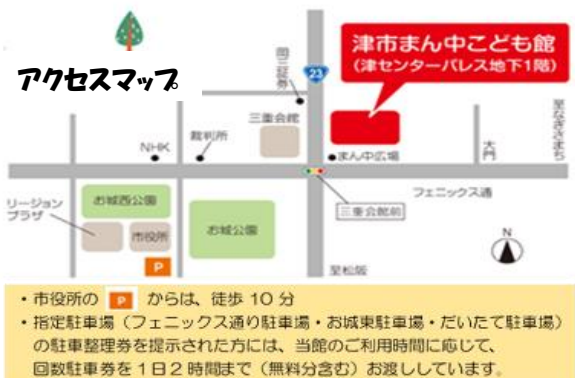 アクセスマップ
津市まん中こども館
(津センターパレス地下1階)
岡三証券
23
三重会館
裁判所
NHK
まん中広場
大門
至なぎさまち
フェニックス通
三重会館前
リージョン
プラザ
お城西公園
市役所
P
お城公園
至松阪
N
・市役所の P からは、徒歩 10 分
・指定駐車場(フェニックス通り駐車場・お城東駐車場・だいたて駐車場)
の駐車整理券を提示された方には、当館のご利用時間に応じて、
回数駐車券を1日2時間まで(無料分含む)お渡ししています。